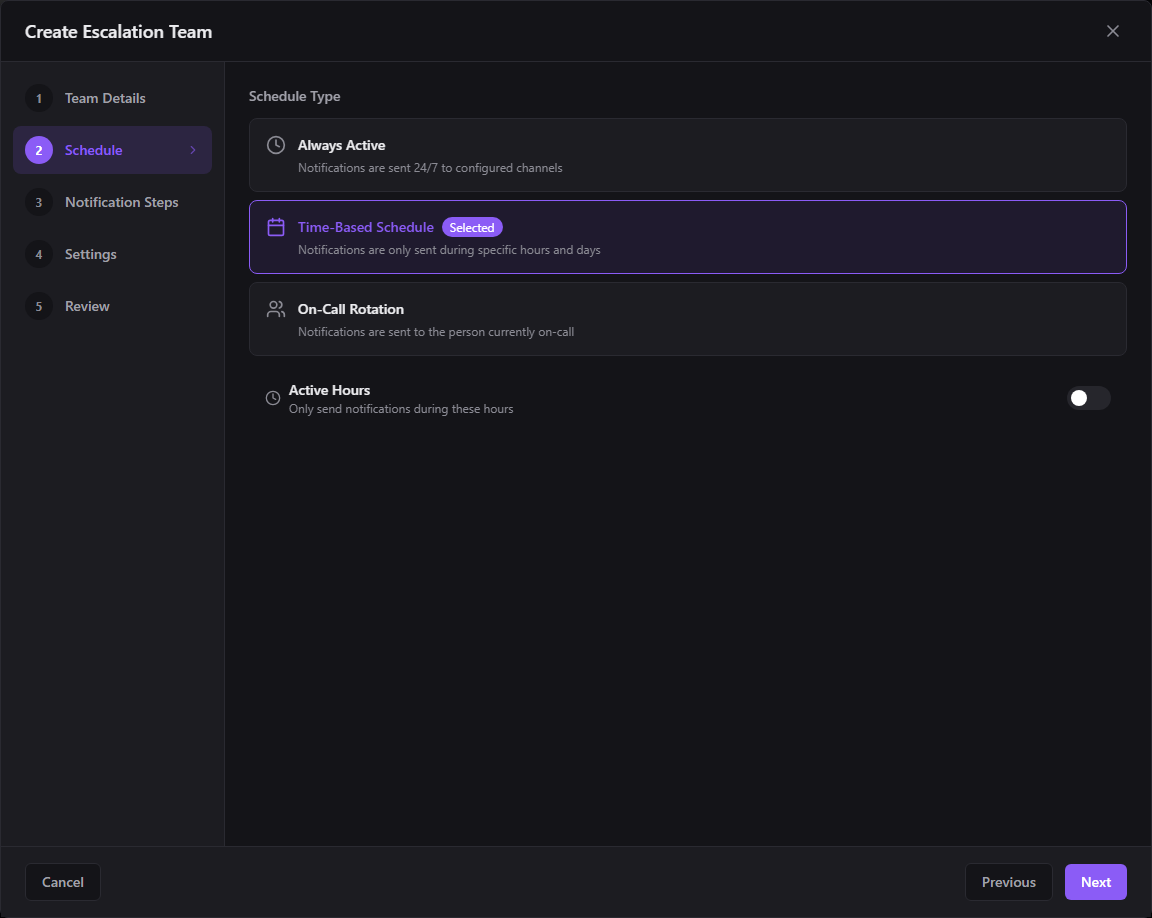 Create Escalation Team
1 Team Details
2 Schedule
3 Notification Steps
4 Settings
5 Review
Schedule Type
Always Active
Notifications are sent 24/7 to configured channels
Time-Based Schedule Selected
Notifications are only sent during specific hours and days
On-Call Rotation
Notifications are sent to the person currently on-call
Active Hours
Only send notifications during these hours
Cancel Previous Next